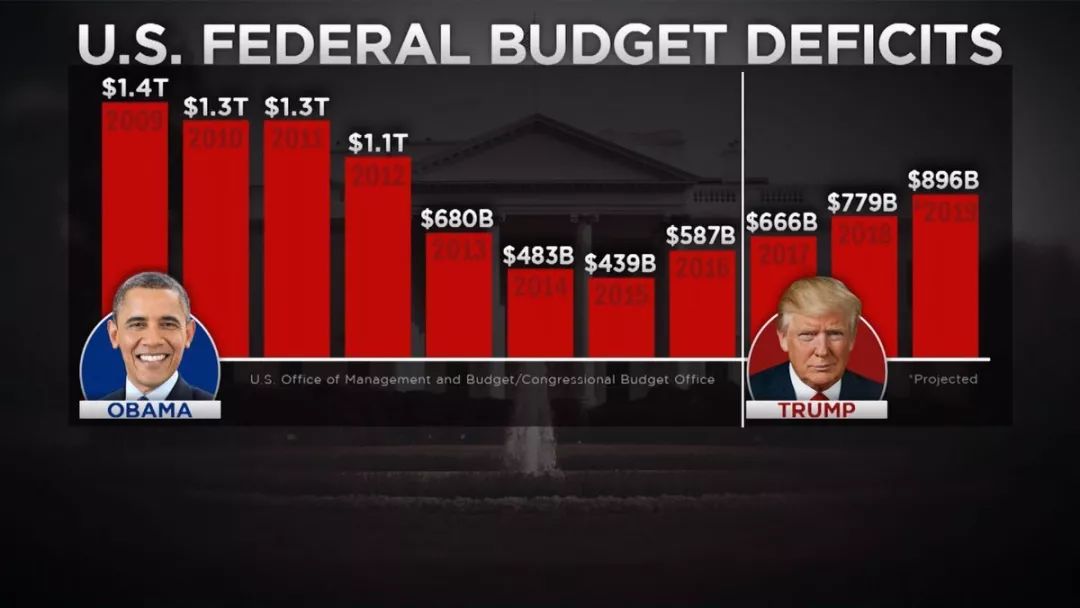 U.S. FEDERAL BUDGET DEFICITS
$1.4T
2009
$1.3T
2010
$1.3T
2011
$1.1T
2012
$680B
2013
$483B
2014
$439B
2015
$587B
2016
$666B
2017
$779B
2018
$896B
*2019
U.S. Office of Management and Budget/Congressional Budget Office
*Projected
OBAMA
TRUMP